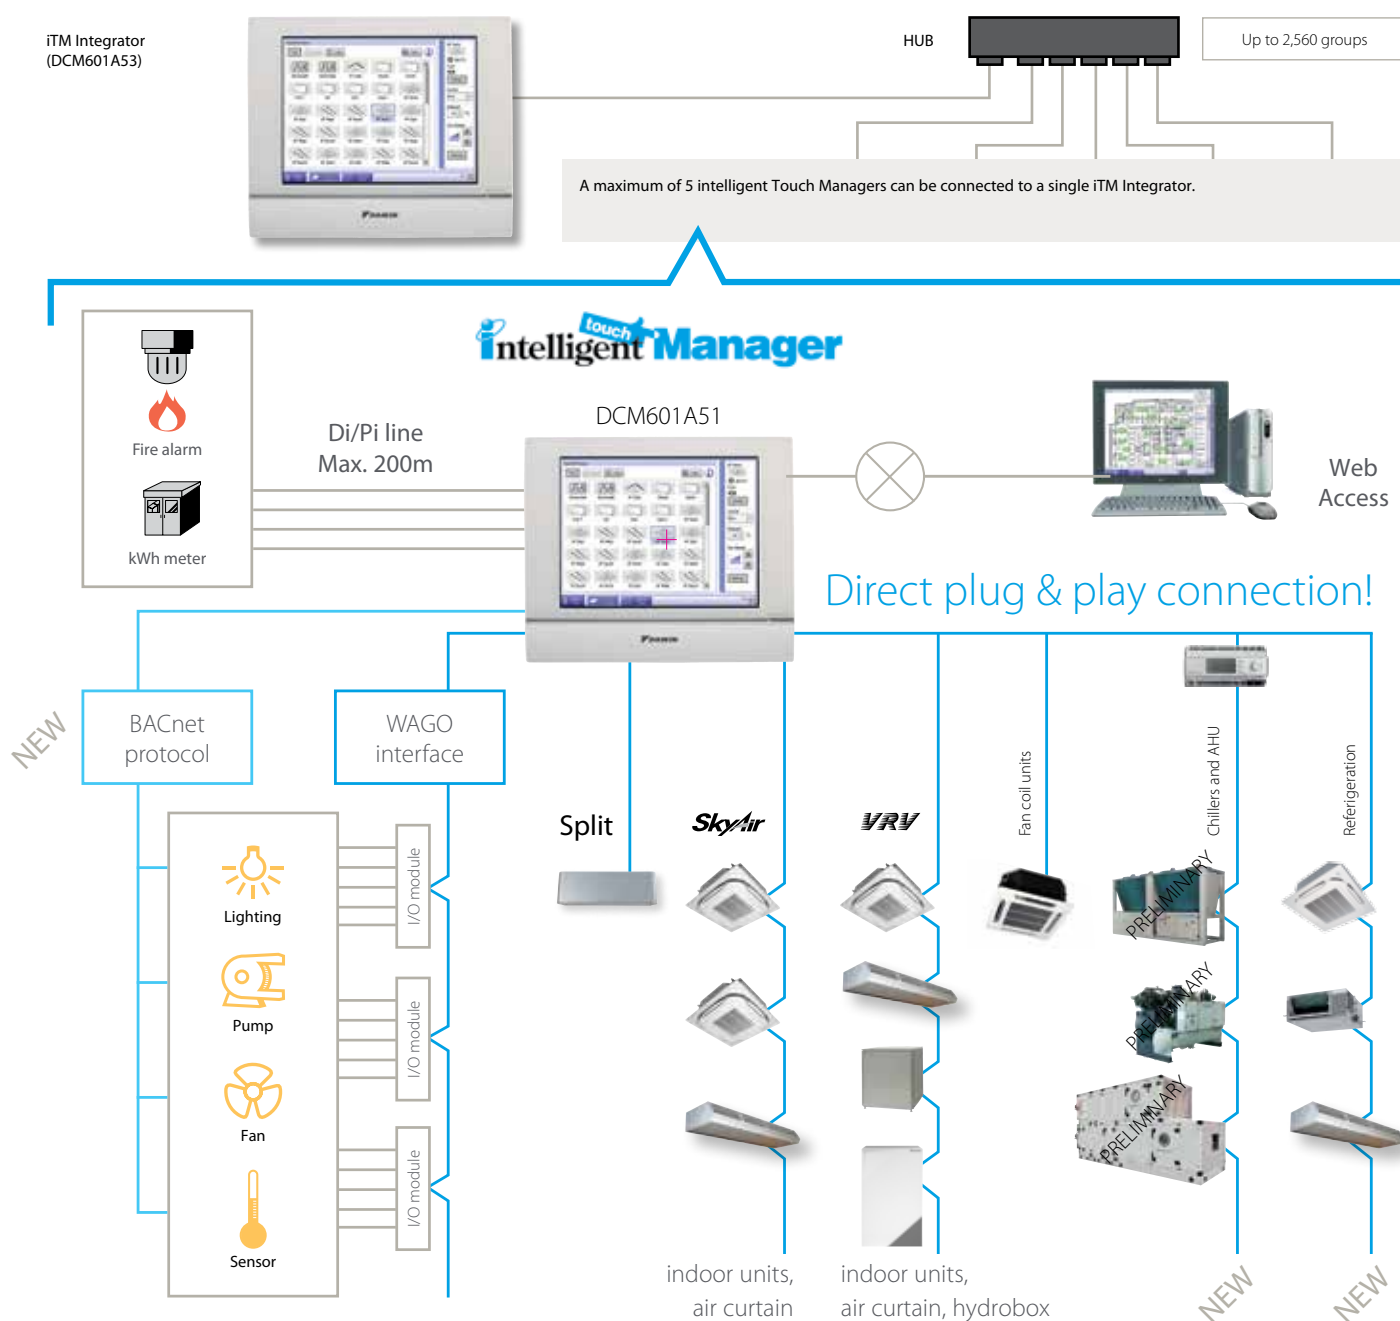 iTM Integrator
(DCM601A53)
HUB
Up to 2,560 groups
DAIKIN
A maximum of 5 intelligent Touch Managers can be connected to a single iTM Integrator.
intelligent touch Manager
DCM601A51
Fire alarm
kWh meter
Di/Pi line
Max. 200m
Web
Access
DAIKIN
Direct plug & play connection!
NEW
BACnet
protocol
WAGO
interface
Lighting
Pump
Fan
Sensor
I/O module
I/O module
I/O module
Split
SkyAir
VRV
Fan coil units
Chillers and AHU
Referigeration
PRELIMINARY
PRELIMINARY
PRELIMINARY
indoor units,
air curtain
indoor units,
air curtain, hydrobox
NEW
NEW